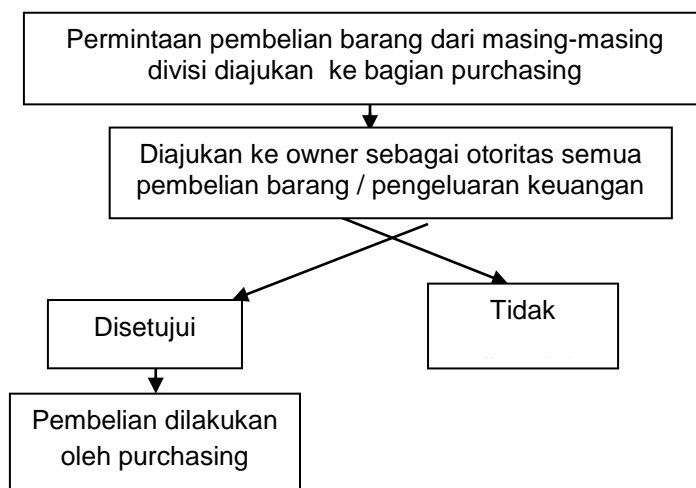 Permintaan pembelian barang dari masing-masing
divisi diajukan ke bagian purchasing
Diajukan ke owner sebagai otoritas semua
pembelian barang / pengeluaran keuangan
Disetujui
Tidak
Pembelian dilakukan
oleh purchasing